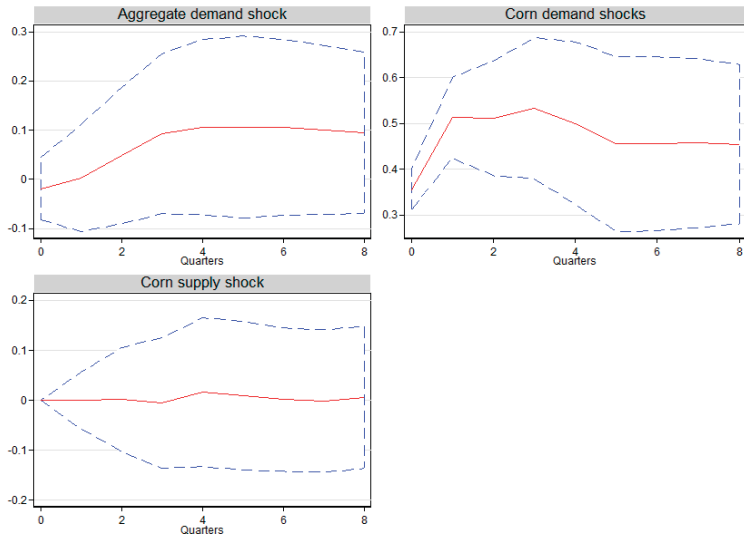 Aggregate demand shock
0.3
0.2
0.1
0
-0.1
0 2 4 6 8
Quarters
Corn demand shocks
0.7
0.6
0.5
0.4
0.3
0 2 4 6 8
Quarters
Corn supply shock
0.2
0.1
0
-0.1
-0.2
0 2 4 6 8
Quarters